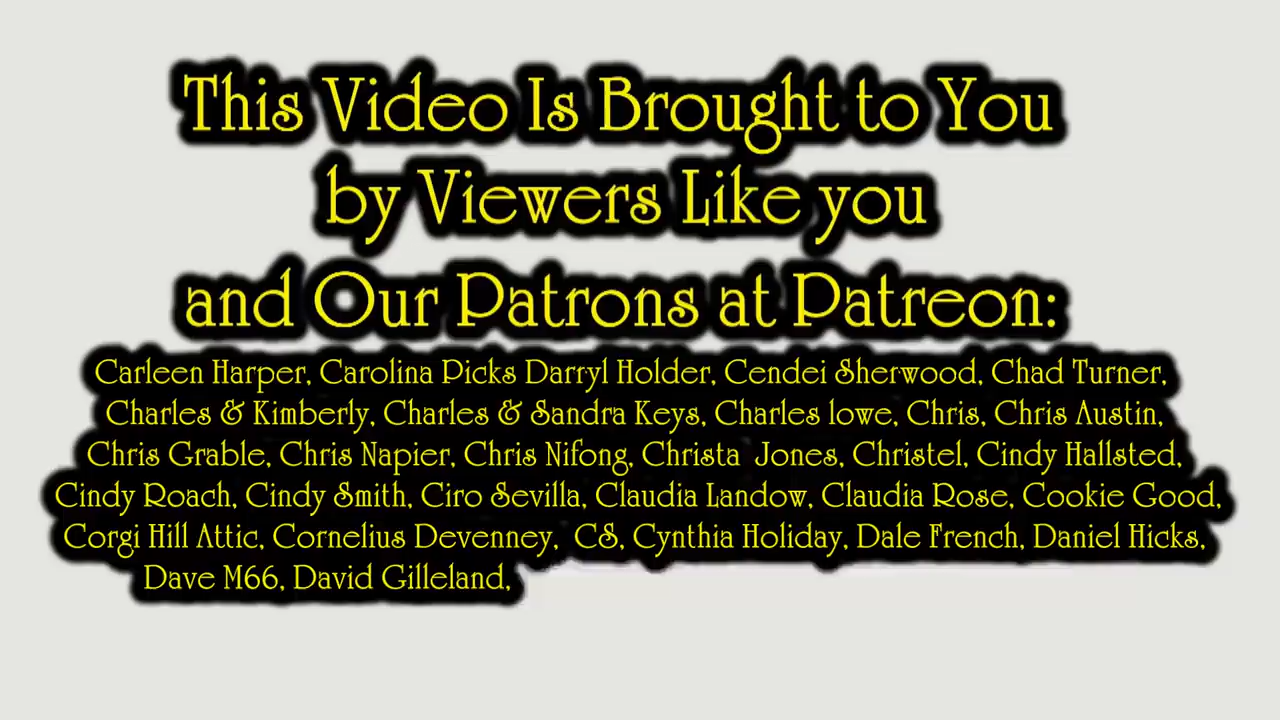 This Video Is Brought to You
by Viewers Like you
and Our Patrons at Patreon:
Carleen Harper, Carolina Picks Darryl Holder, Cendei Sherwood, Chad Turner,
Charles & Kimberly, Charles & Sandra Keys, Charles lowe, Chris, Chris Austin,
Chris Grable, Chris Napier, Chris Nifong, Christa  Jones, Christel, Cindy Hallsted,
Cindy Roach, Cindy Smith, Ciro Sevilla, Claudia Landow, Claudia Rose, Cookie Good,
Corgi Hill Attic, Cornelius Devenney,  CS, Cynthia Holiday, Dale French, Daniel Hicks,
Dave M66, David Gilleland,